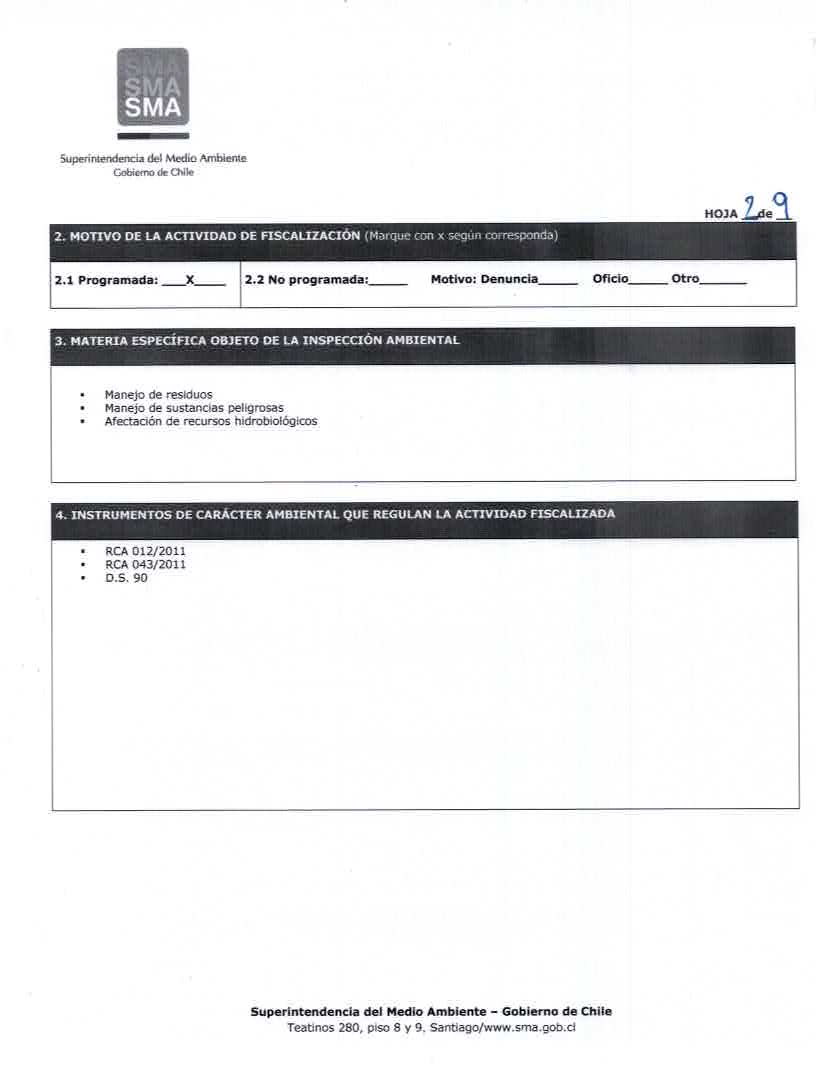 SMA
SMA
SMA
Superintendencia del Medio Ambiente
Gobierno de Chile
HOJA 2 de 9
2. MOTIVO DE LA ACTIVIDAD DE FISCALIZACIÓN (Marque con x según corresponda)
2.1 Programada: ___X____ 2.2 No programada:_____ Motivo: Denuncia_____ Oficio_____ Otro______
3. MATERIA ESPECÍFICA OBJETO DE LA INSPECCIÓN AMBIENTAL
▪ Manejo de residuos
▪ Manejo de sustancias peligrosas
▪ Afectación de recursos hidrobiológicos
4. INSTRUMENTOS DE CARÁCTER AMBIENTAL QUE REGULAN LA ACTIVIDAD FISCALIZADA
▪ RCA 012/2011
▪ RCA 043/2011
▪ D.S. 90
Superintendencia del Medio Ambiente – Gobierno de Chile
Teatinos 280, piso 8 y 9. Santiago/www.sma.gob.cl